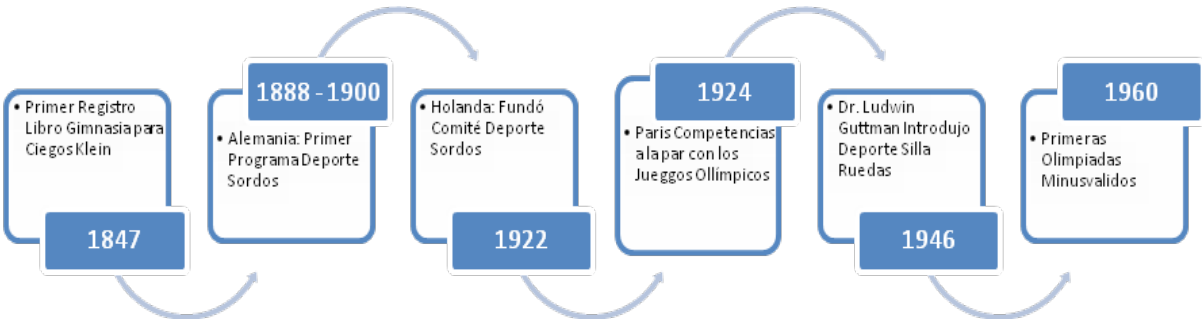 • Primer Registro
Libro Gimnasia para
Ciegos Klein
1847
1888 - 1900
• Alemania: Primer
Programa Deporte
Sordos
• Holanda: Fundó
Comité Deporte
Sordos
1922
1924
• Paris Competencias
a la par con los
Jueggos Ollímpicos
• Dr. Ludwin
Guttman Introdujo
Deporte Silla
Ruedas
1946
1960
• Primeras
Olimpiadas
Minusvalidos